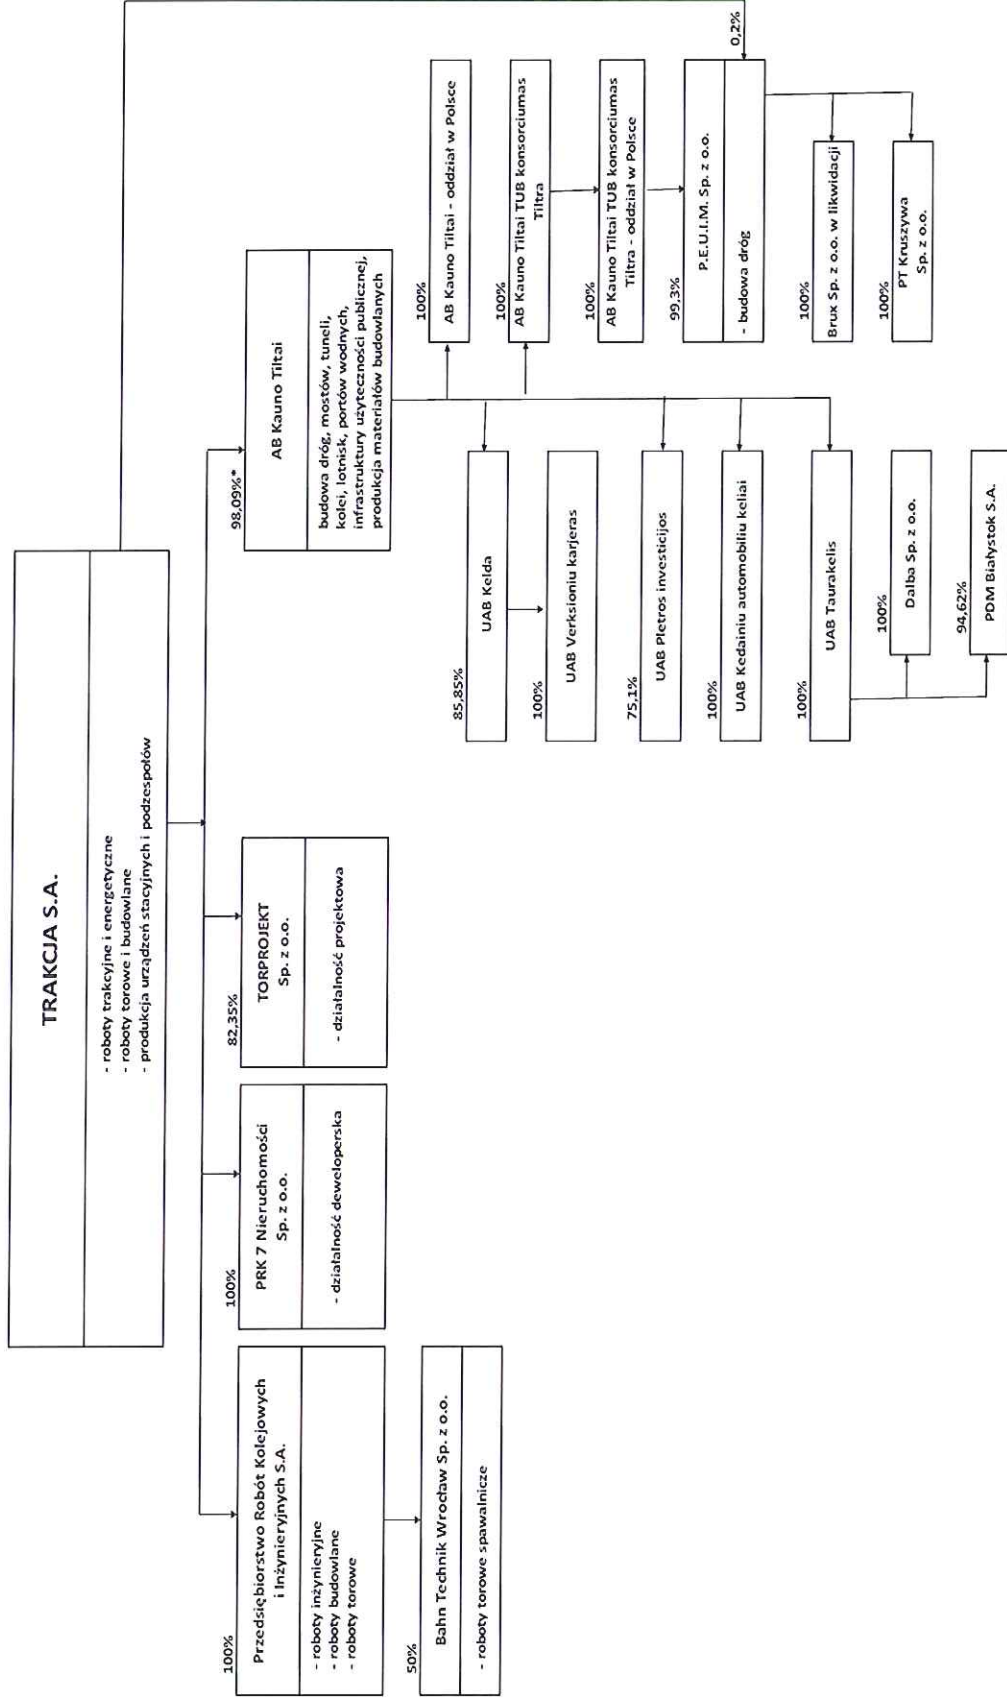 TRAKCJA S.A.
- roboty trakcyjne i energetyczne
- roboty torowe i budowlane
- produkcja urządzeń stacyjnych i podzespołów
100%
Przedsiębiorstwo Robót Kolejowych
i Inżynieryjnych S.A.
- roboty inżynieryjne
- roboty budowlane
- roboty torowe
50%
Bahn Technik Wrocław Sp. z o.o.
- roboty torowe spawalnicze
100%
PRK 7 Nieruchomości
Sp. z o.o.
- działalność deweloperska
82,35%
TORPROJEKT
Sp. z o.o.
- działalność projektowa
98,09%*
AB Kauno Tiltai
budowa dróg, mostów, tuneli,
kolei, lotnisk, portów wodnych,
infrastruktury użyteczności publicznej,
produkcja materiałów budowlanych
85,85%
UAB Kelda
100%
UAB Verksioniu karjeras
75,1%
UAB Pletros investicijos
100%
UAB Kedainiu automobiliu keliai
100%
UAB Taurakelis
100%
Dalba Sp. z o.o.
94,62%
PDM Białystok S.A.
100%
AB Kauno Tiltai - oddział w Polsce
100%
AB Kauno Tiltai TUB konsorciumas
Tiltra
100%
AB Kauno Tiltai TUB konsorciumas
Tiltra - oddział w Polsce
99,3%
0,2%
P.E.U.I.M. Sp. z o.o.
- budowa dróg
100%
Brux Sp. z o.o. w likwidacji
100%
PT Kruszywa
Sp. z o.o.